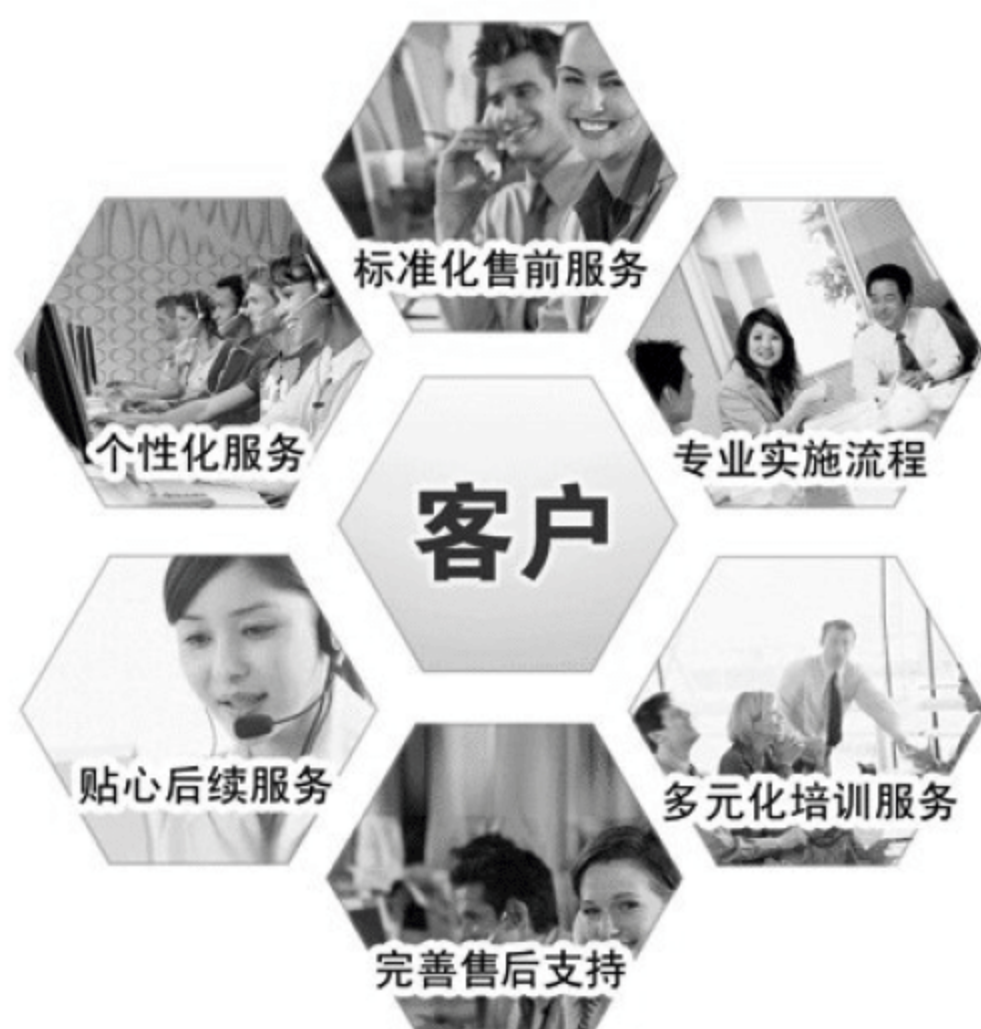 标准化售前服务
个性化服务
专业实施流程
客户
贴心后续服务
多元化培训服务
完善售后支持